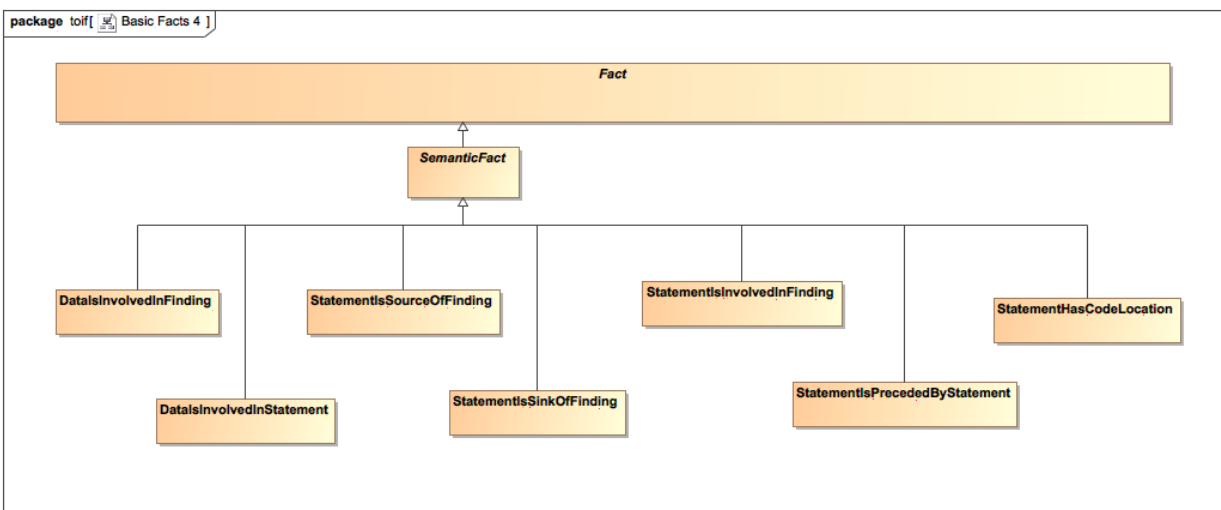 package toif[ Basic Facts 4 ]
Fact
SemanticFact
DataIsInvolvedInFinding
StatementIsSourceOfFinding
StatementIsInvolvedInFinding
StatementHasCodeLocation
DataIsInvolvedInStatement
StatementIsSinkOfFinding
StatementIsPrecededByStatement